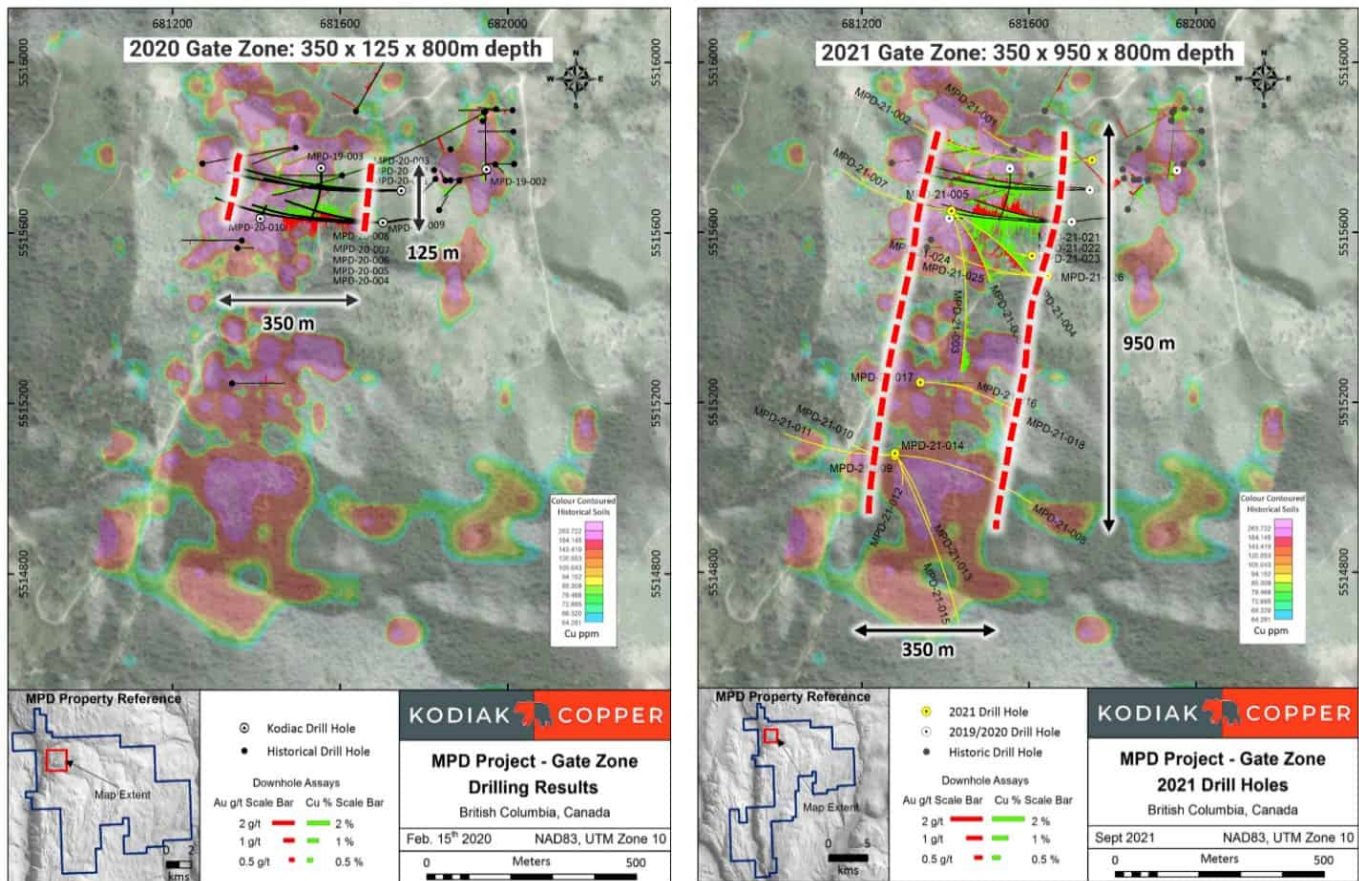 681200 681600 682000
2020 Gate Zone: 350 x 125 x 800m depth
5516000
5515600
5515200
5514800
N
W E
S
MPD-19-003
MPD-20-003
MPD-19-002
MPD-20-010
MPD-20-008
MPD-20-007
MPD-20-006
MPD-20-005
MPD-20-004
125 m
350 m
Colour Contoured
Historical Soils
Cu ppm
MPD Property Reference
Map Extent
0 2
kms
Kodiac Drill Hole
Historical Drill Hole
Downhole Assays
Au g/t Scale Bar Cu % Scale Bar
2 g/t 2 %
1 g/t 1 %
0.5 g/t 0.5 %
KODIAK COPPER
MPD Project - Gate Zone
Drilling Results
British Columbia, Canada
Feb. 15th 2020 NAD83, UTM Zone 10
Meters
0 500
681200 681600 682000
2021 Gate Zone: 350 x 950 x 800m depth
5516000
5515600
5515200
5514800
N
W E
S
MPD-21-002
MPD-21-001
MPD-21-007
MPD-21-005
MPD-21-025
MPD-21-004
MPD-21-003
950 m
MPD-21-018
MPD-21-010
MPD-21-011
MPD-21-014
MPD-21-012
MPD-21-008
MPD-21-013
MPD-21-015
350 m
Colour Contoured
Historical Soils
Cu ppm
MPD Property Reference
Map Extent
0 5
kms
2021 Drill Hole
2019/2020 Drill Hole
Historic Drill Hole
Downhole Assays
Au g/t Scale Bar Cu % Scale Bar
2 g/t 2 %
1 g/t 1 %
0.5 g/t 0.5 %
KODIAK COPPER
MPD Project - Gate Zone
2021 Drill Holes
British Columbia, Canada
Sept 2021 NAD83, UTM Zone 10
Meters
0 500